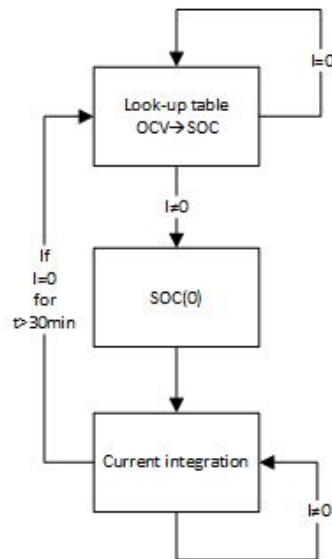 I=0
Look-up table
OCV→SOC
I≠0
If
I=0
for
t>30min
SOC(0)
Current integration
I≠0